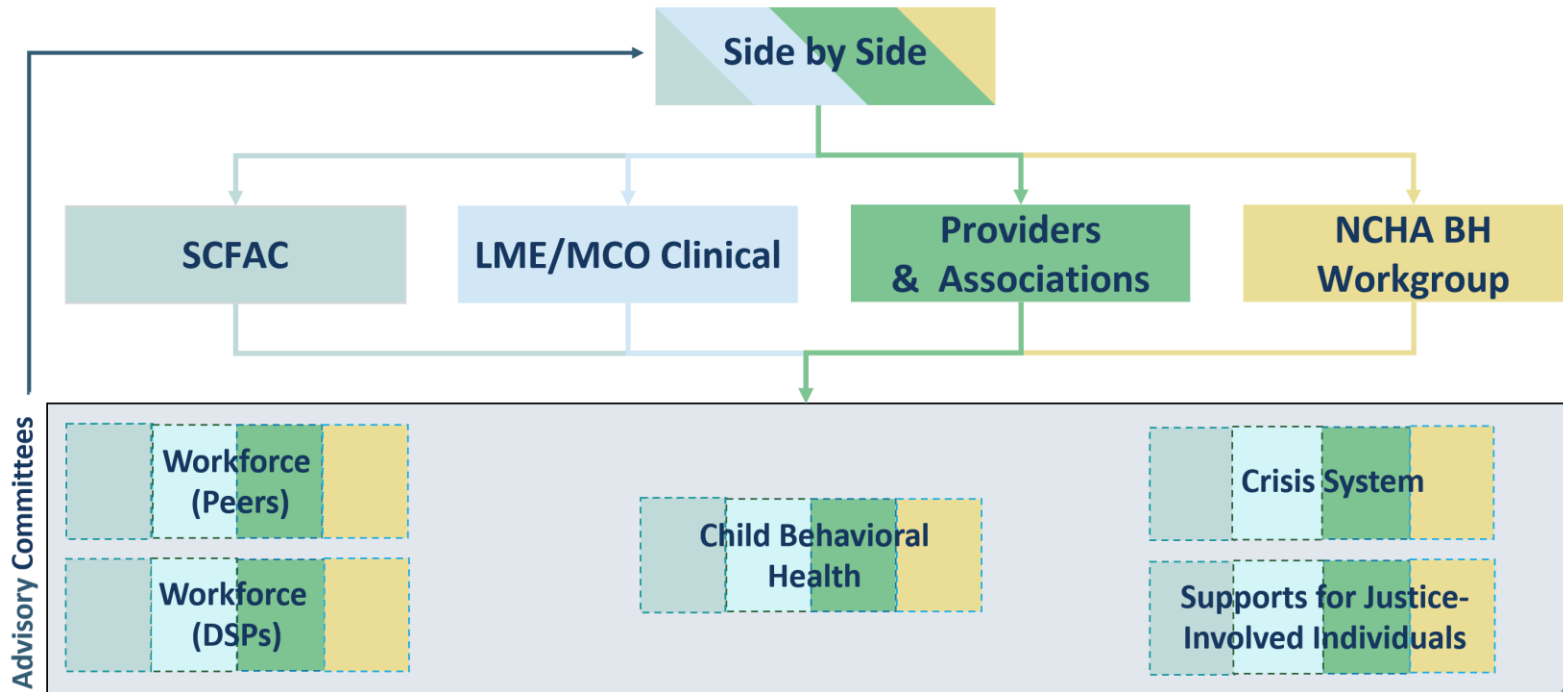 Side by Side
SCFAC
LME/MCO Clinical
Providers
& Associations
NCHA BH
Workgroup
Advisory Committees
Workforce
(Peers)
Workforce
(DSPs)
Child Behavioral
Health
Crisis System
Supports for Justice-
Involved Individuals